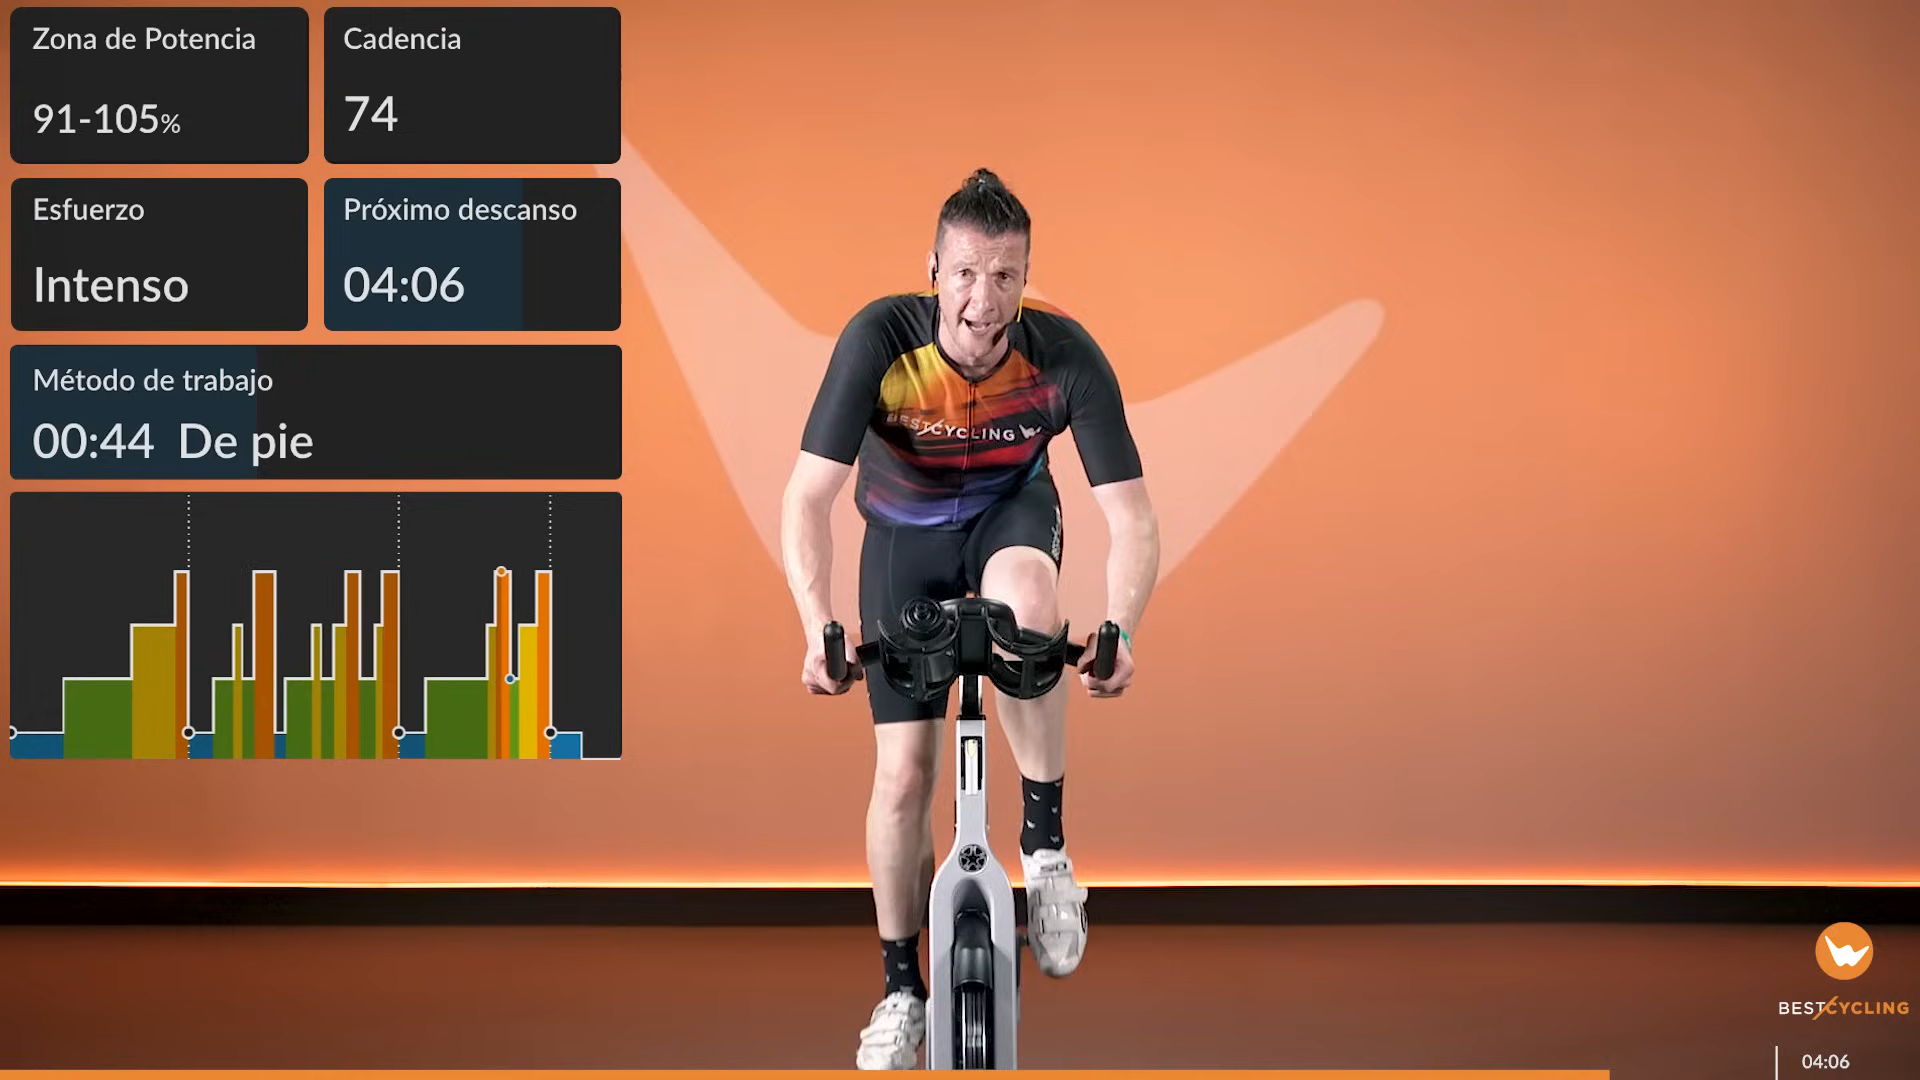 Zona de Potencia
91-105%
Cadencia
74
Esfuerzo
Intenso
Próximo descanso
04:06
Método de trabajo
00:44 De pie
BESTCYCLING
BESTCYCLING
04:06